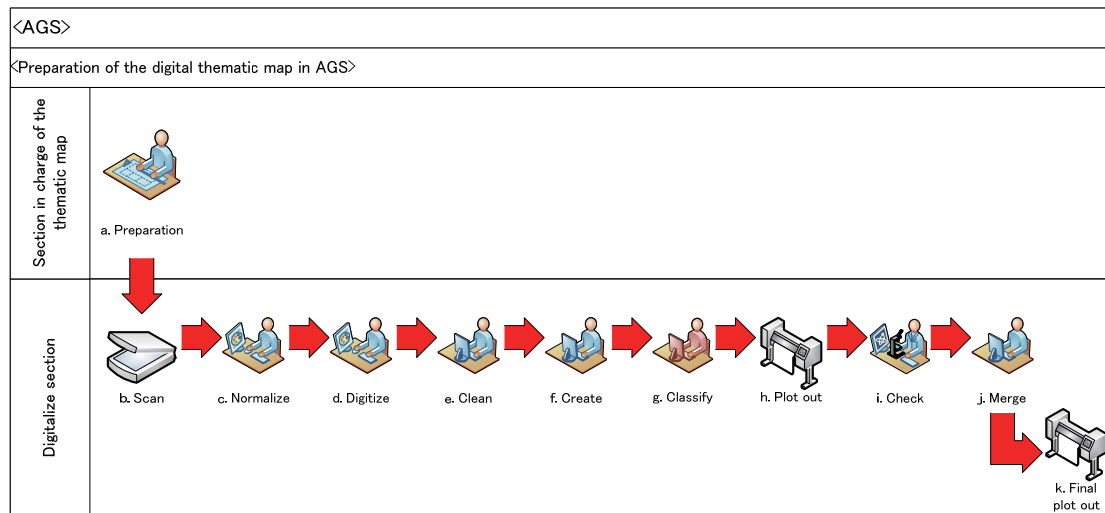 <AGS>
<Preparation of the digital thematic map in AGS>
Section in charge of the
thematic map
a. Preparation
Digitalize section
b. Scan
c. Normalize
d. Digitize
e. Clean
f. Create
g. Classify
h. Plot out
i. Check
j. Merge
k. Final
plot out